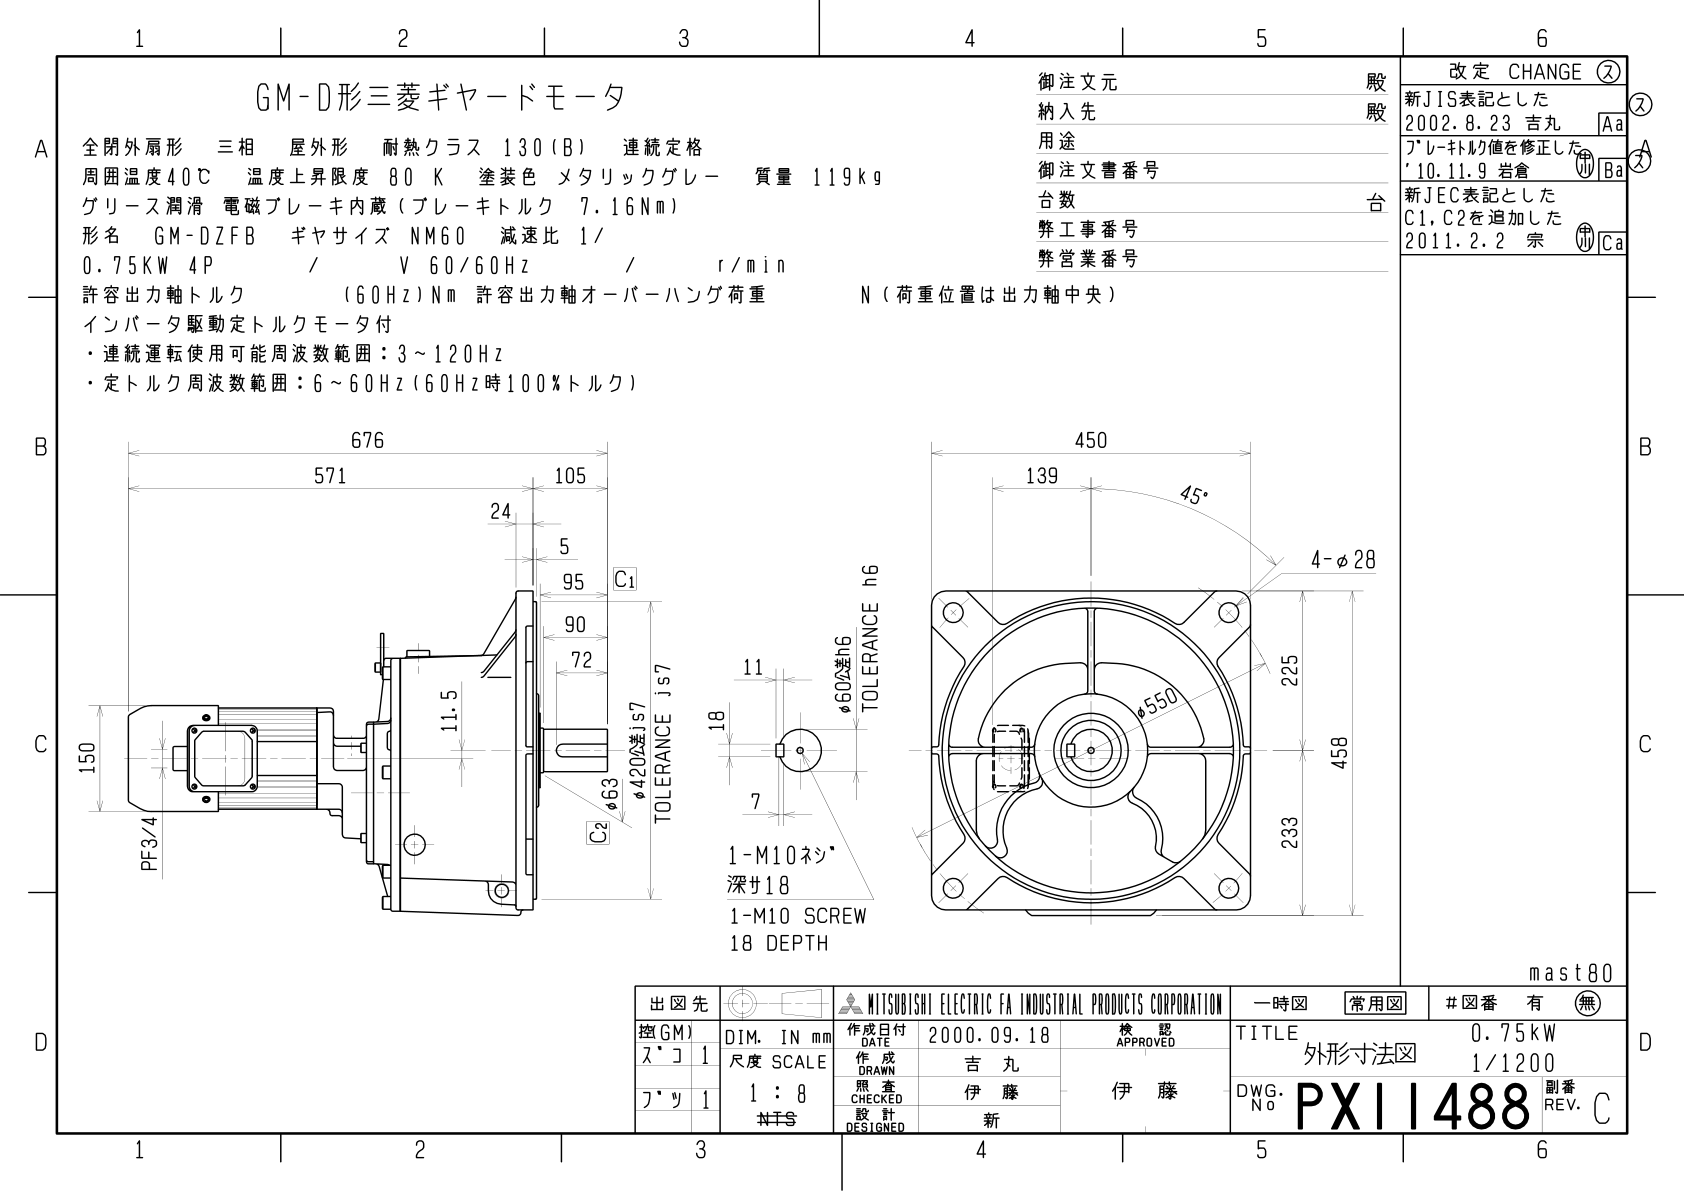 1 2 3 4 5 6
GM-D形三菱ギヤードモータ
全閉外扇形 三相 屋外形 耐熱クラス 130(B) 連続定格
周囲温度40℃ 温度上昇限度 80 K 塗装色 メタリックグレー 質量 119kg
グリース潤滑 電磁ブレーキ内蔵(ブレーキトルク 7.16Nm)
形名 GM-DZFB ギヤサイズ NM60 減速比 1/
0.75KW 4P / V 60/60Hz / r/min
許容出力軸トルク (60Hz)Nm 許容出力軸オーバーハング荷重 N(荷重位置は出力軸中央)
インバータ駆動定トルクモータ付
・連続運転使用可能周波数範囲:3~120Hz
・定トルク周波数範囲:6~60Hz(60Hz時100%トルク)
御注文元 殿
納入先 殿
用途
御注文書番号
台数 台
弊工事番号
弊営業番号
改定 CHANGE ス
新JIS表記とした
2002.8.23 吉丸 Aa
ス
ブレーキトルク値を修正した
'10.11.9 岩倉 中川 Ba
ス
新JEC表記とした
C1,C2を追加した
2011.2.2 宗 中川 Ca
A
A
B
B
C
C
D
D
676
571
105
24
5
95
C1
90
72
11.5
150
PF3/4
φ63
C2
φ420公差js7
TOLERANCE js7
11
18
7
φ60公差h6
TOLERANCE h6
1-M10ネジ
深サ18
1-M10 SCREW
18 DEPTH
450
139
45°
4-φ28
φ550
225
233
458
mast80
出図先
控(GM)
ズコ 1
ブツ 1
DIM. IN mm
尺度 SCALE
1 : 8
NTS
MITSUBISHI ELECTRIC FA INDUSTRIAL PRODUCTS CORPORATION
作成日付 DATE 2000.09.18
作成 DRAWN 吉丸
照査 CHECKED 伊藤
設計 DESIGNED 新
検認 APPROVED
伊藤
一時図 常用図 #図番 有 無
TITLE
外形寸法図
0.75kW
1/1200
DWG. No PX11488
副番 REV. C
1 2 3 4 5 6